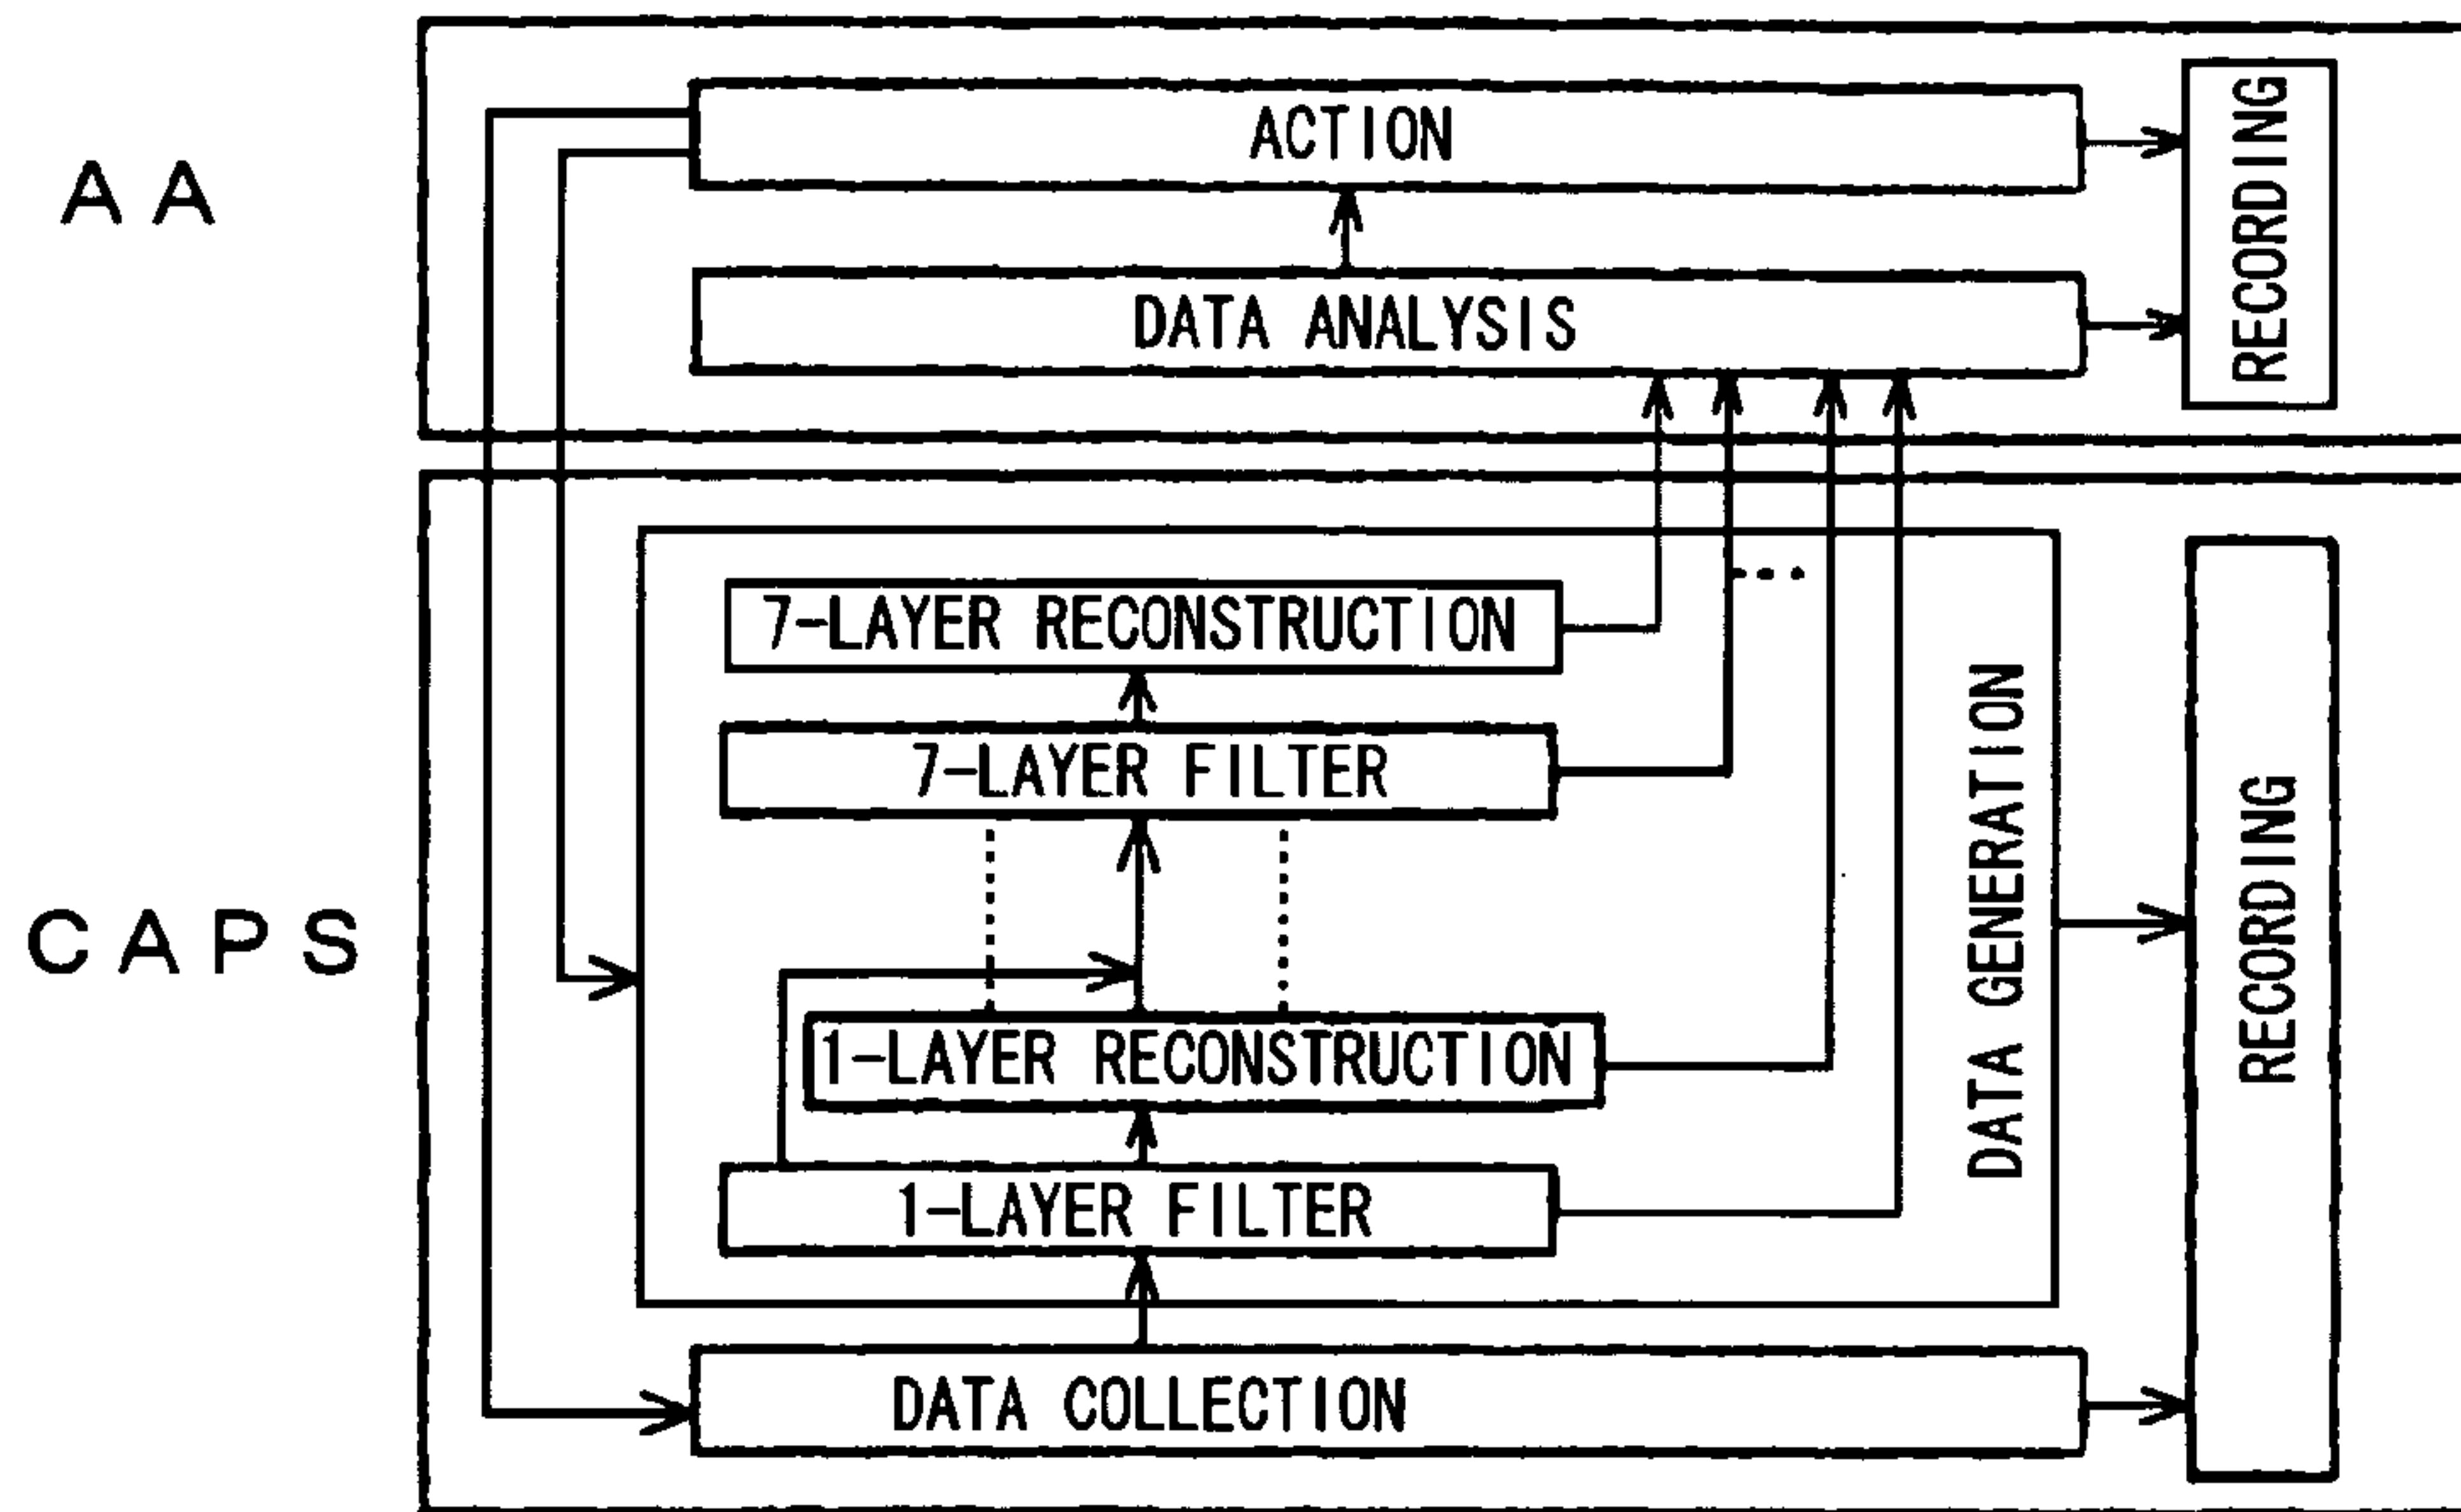 AA
ACTION
RECORDING
DATA ANALYSIS
CAPS
7-LAYER RECONSTRUCTION
7-LAYER FILTER
DATA GENERATION
RECORDING
1-LAYER RECONSTRUCTION
1-LAYER FILTER
DATA COLLECTION